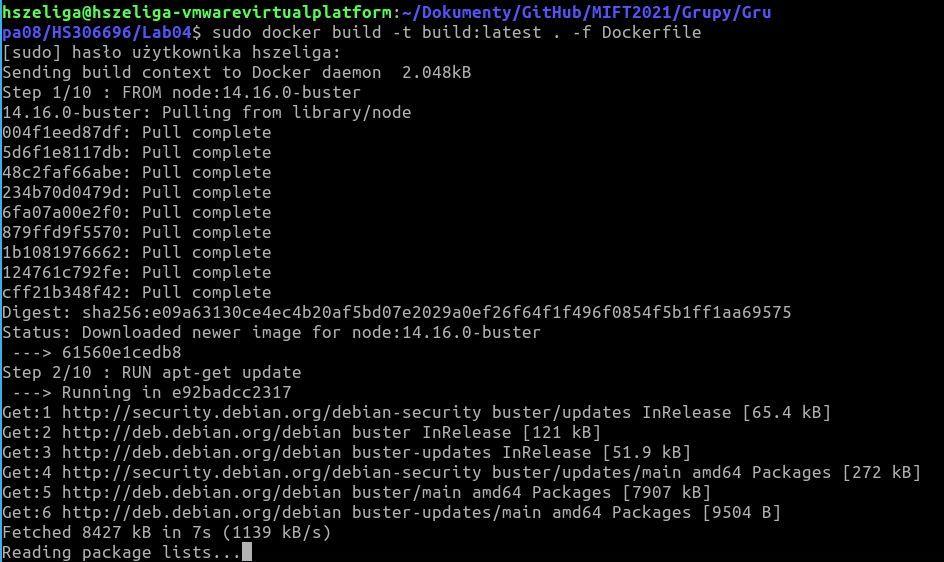 hszeliga@hszeliga-vmwarevirtualplatform:~/Dokumenty/GitHub/MIFT2021/Grupy/Gru
pa08/HS306696/Lab04$ sudo docker build -t build:latest . -f Dockerfile
[sudo] hasło użytkownika hszeliga:
Sending build context to Docker daemon  2.048kB
Step 1/10 : FROM node:14.16.0-buster
14.16.0-buster: Pulling from library/node
004f1eed87df: Pull complete
5d6f1e8117db: Pull complete
48c2faf66abe: Pull complete
234b70d0479d: Pull complete
6fa07a00e2f0: Pull complete
879ffd9f5570: Pull complete
1b1081976662: Pull complete
124761c792fe: Pull complete
cff21b348f42: Pull complete
Digest: sha256:e09a63130ce4ec4b20af5bd07e2029a0ef26f64f1f496f0854f5b1ff1aa69575
Status: Downloaded newer image for node:14.16.0-buster
 ---> 61560e1cedb8
Step 2/10 : RUN apt-get update
 ---> Running in e92badcc2317
Get:1 http://security.debian.org/debian-security buster/updates InRelease [65.4 kB]
Get:2 http://deb.debian.org/debian buster InRelease [121 kB]
Get:3 http://deb.debian.org/debian buster-updates InRelease [51.9 kB]
Get:4 http://security.debian.org/debian-security buster/updates/main amd64 Packages [272 kB]
Get:5 http://deb.debian.org/debian buster/main amd64 Packages [7907 kB]
Get:6 http://deb.debian.org/debian buster-updates/main amd64 Packages [9504 B]
Fetched 8427 kB in 7s (1139 kB/s)
Reading package lists...